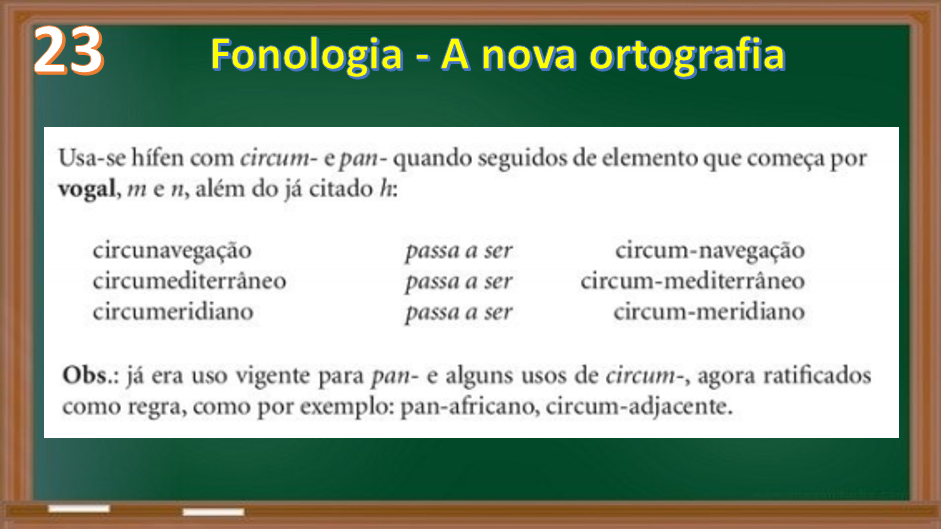 23
Fonologia - A nova ortografia
Usa-se hífen com circum- e pan- quando seguidos de elemento que começa por
vogal, m e n, além do já citado h:
circunavegação passa a ser circum-navegação
circumediterrâneo passa a ser circum-mediterrâneo
circumeridiano passa a ser circum-meridiano
Obs.: já era uso vigente para pan- e alguns usos de circum-, agora ratificados
como regra, como por exemplo: pan-africano, circum-adjacente.